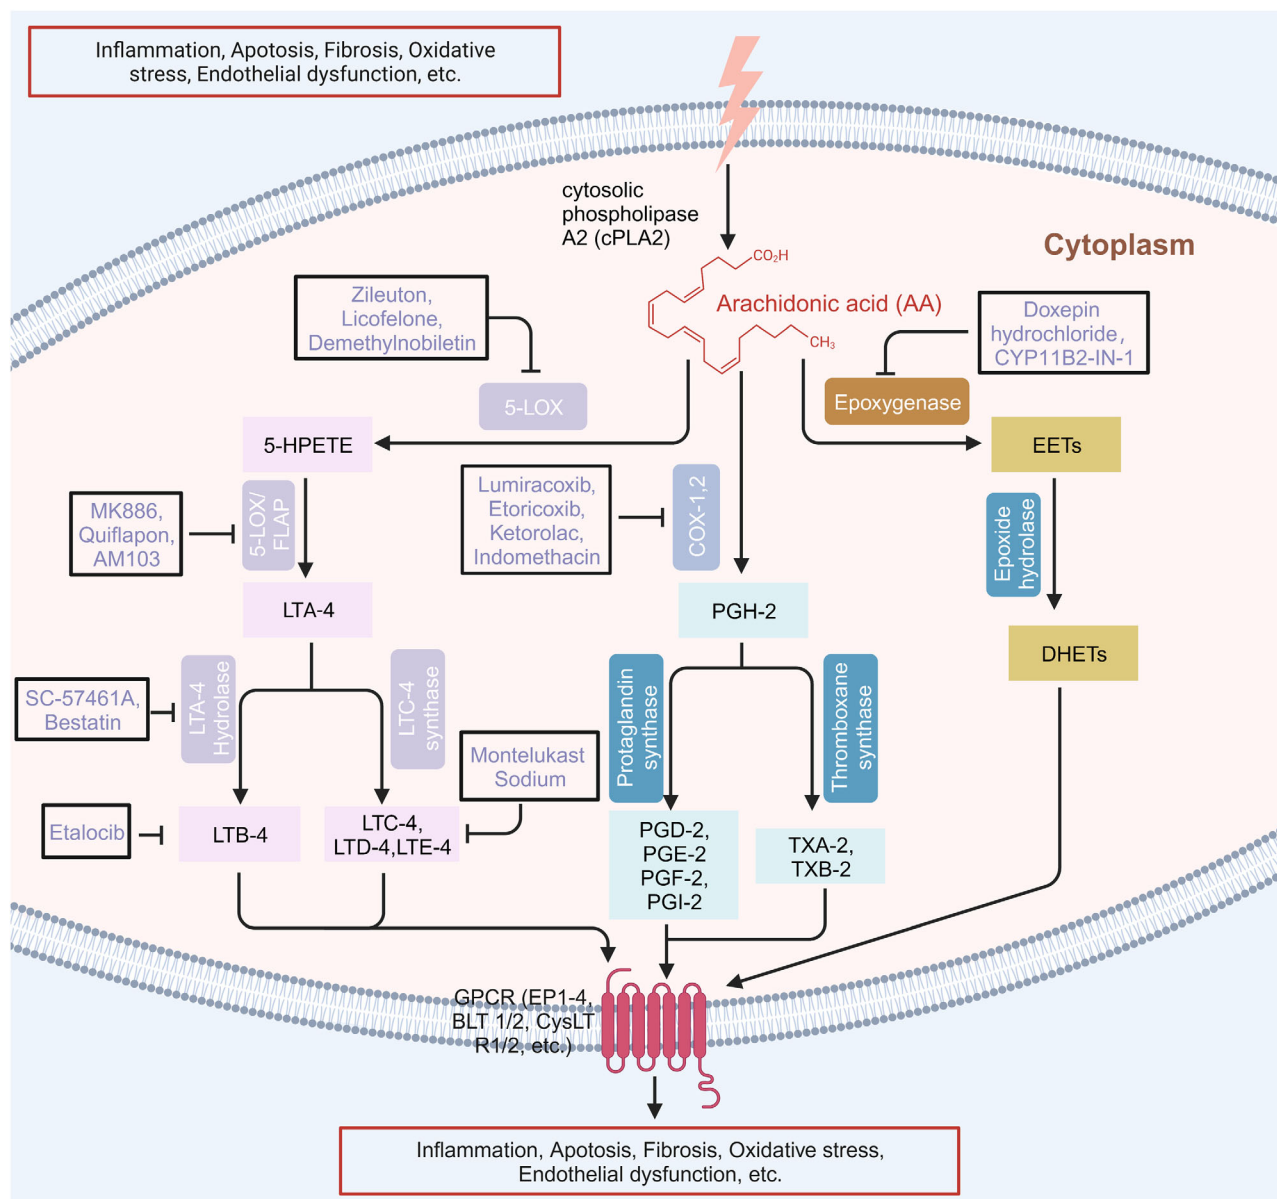 Inflammation, Apotosis, Fibrosis, Oxidative
stress, Endothelial dysfunction, etc.
cytosolic
phospholipase
A2 (cPLA2)
Cytoplasm
CO₂H
Arachidonic acid (AA)
CH₃
Zileuton,
Licofelone,
Demethylnobiletin
Doxepin
hydrochloride,
CYP11B2-IN-1
5-LOX
Epoxygenase
5-HPETE
EETs
MK886,
Quiflapon,
AM103
5-LOX/
FLAP
Lumiracoxib,
Etoricoxib,
Ketorolac,
Indomethacin
COX-1,2
Epoxide
hydrolase
LTA-4
PGH-2
DHETs
SC-57461A,
Bestatin
LTA-4
Hydrolase
LTC-4
synthase
Montelukast
Sodium
Protaglandin
synthase
Thromboxane
synthase
Etalocib
LTB-4
LTC-4,
LTD-4,LTE-4
PGD-2,
PGE-2
PGF-2,
PGI-2
TXA-2,
TXB-2
GPCR (EP1-4,
BLT 1/2, CysLT
R1/2, etc.)
Inflammation, Apotosis, Fibrosis, Oxidative stress,
Endothelial dysfunction, etc.